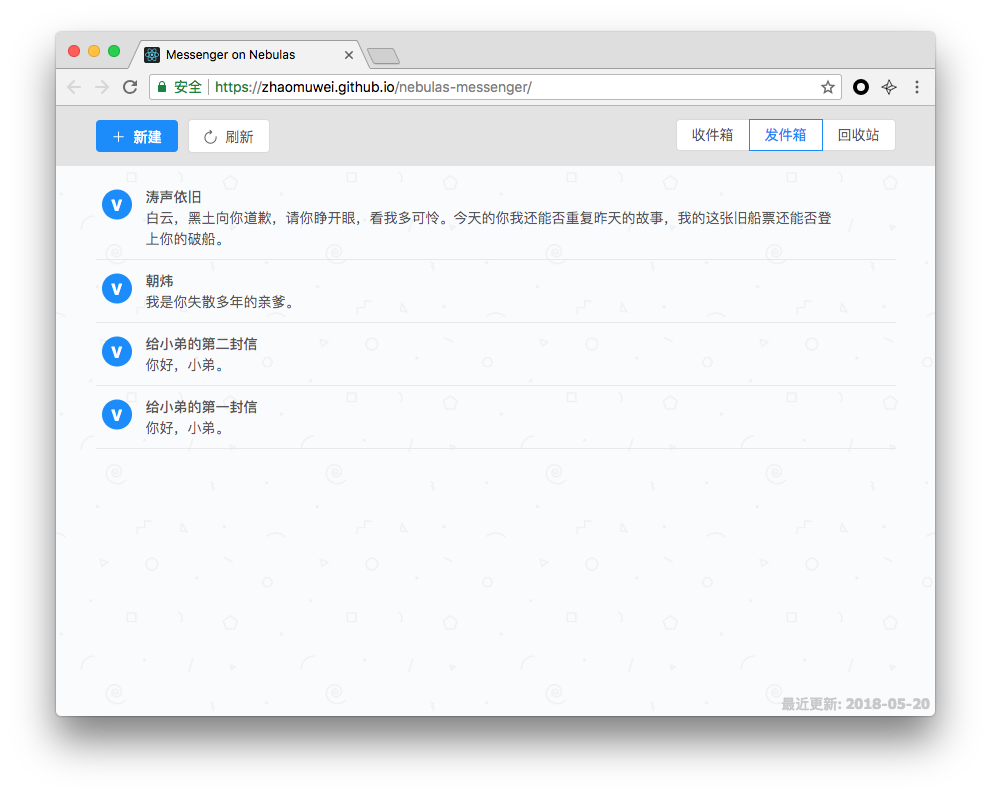 Messenger on Nebulas
安全 https://zhaomuwei.github.io/nebulas-messenger/
新建 刷新 收件箱 发件箱 回收站
V 涛声依旧
白云，黑土向你道歉，请你睁开眼，看我多可怜。今天的你我还能否重复昨天的故事，我的这张旧船票还能否登
上你的破船。
V 朝炜
我是你失散多年的亲爹。
V 给小弟的第二封信
你好，小弟。
V 给小弟的第一封信
你好，小弟。
最近更新: 2018-05-20